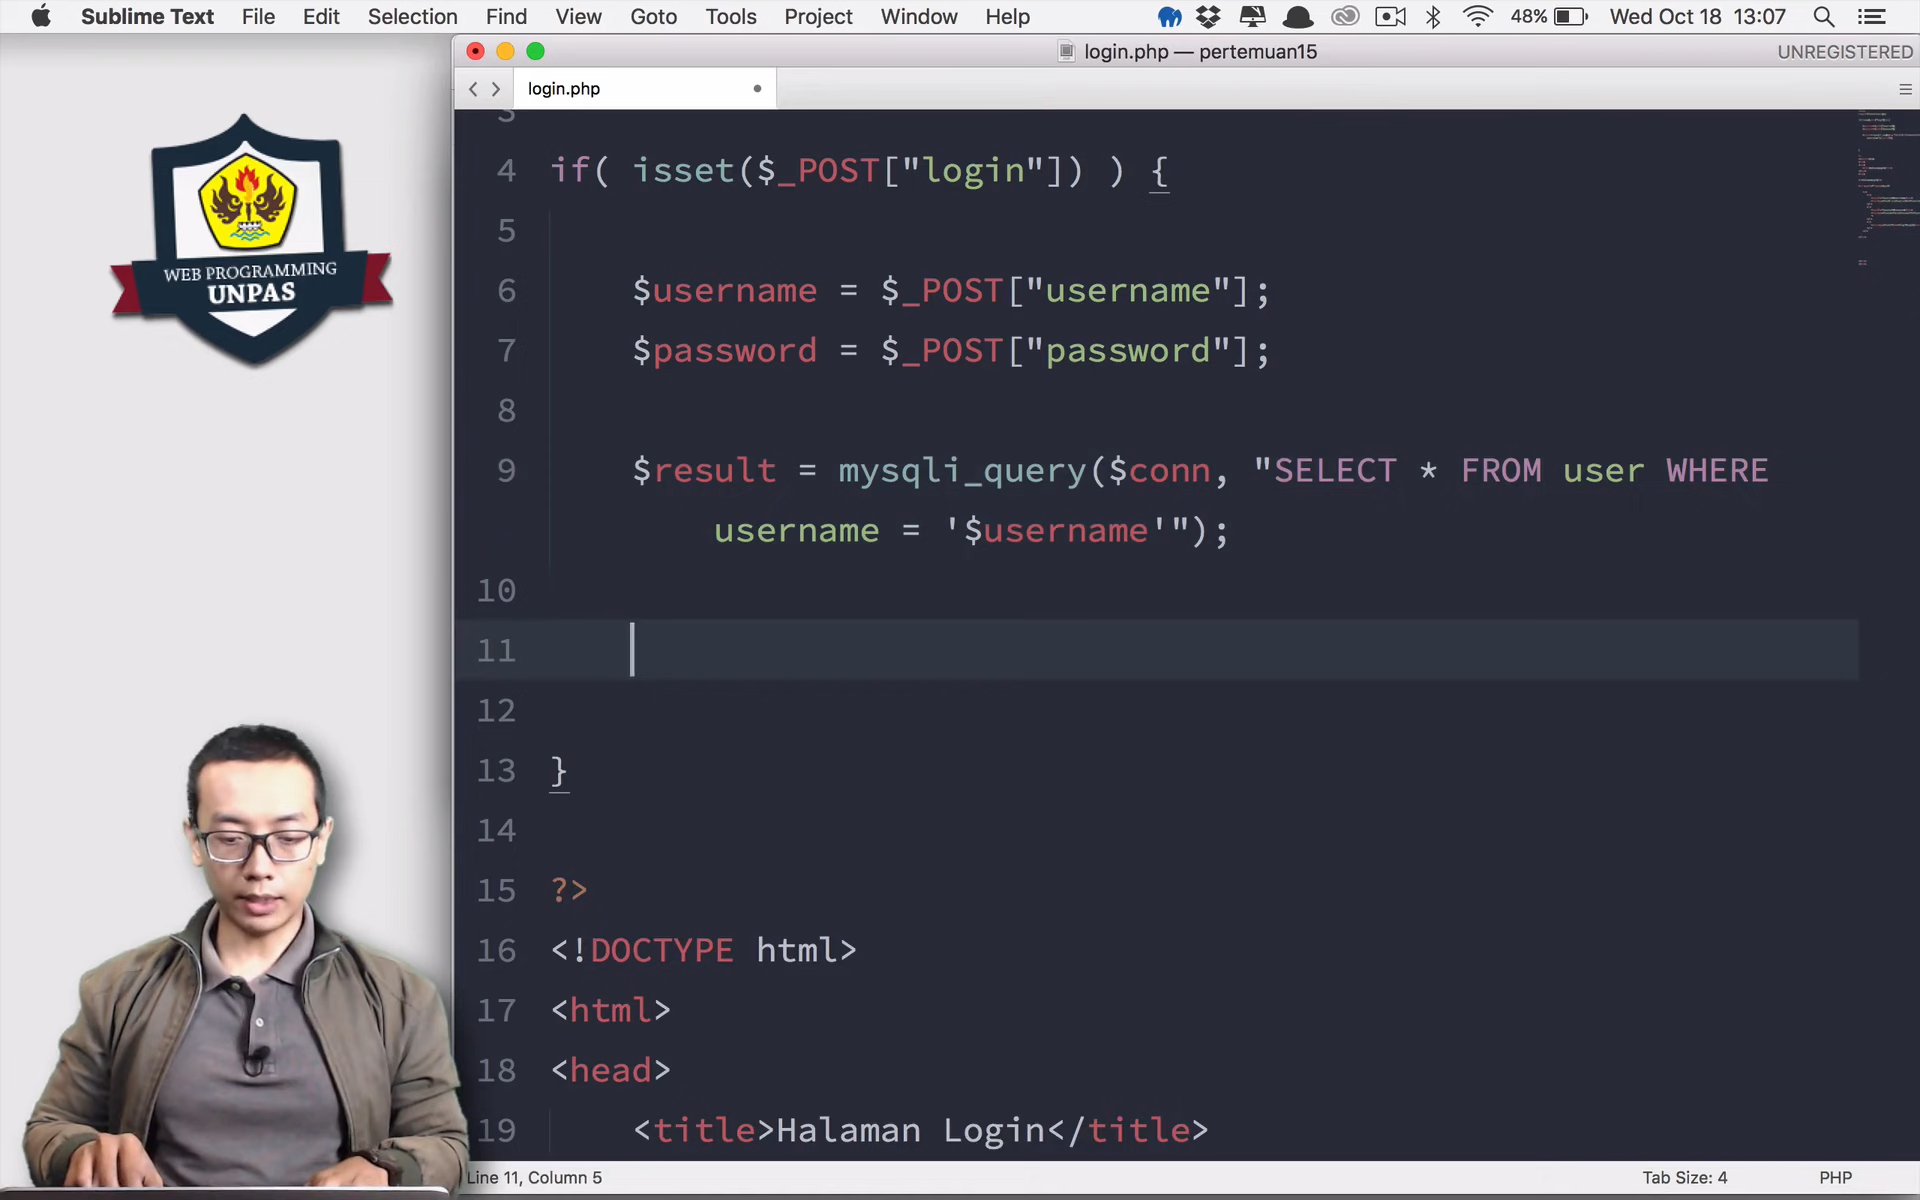 Sublime Text File Edit Selection Find View Goto Tools Project Window Help 48% Wed Oct 18 13:07
login.php — pertemuan15 UNREGISTERED
login.php
WEB PROGRAMMING
UNPAS
3
4 if( isset($_POST["login"]) ) {
5
6 $username = $_POST["username"];
7 $password = $_POST["password"];
8
9 $result = mysqli_query($conn, "SELECT * FROM user WHERE
username = '$username'");
10
11
12
13 }
14
15 ?>
16 <!DOCTYPE html>
17 <html>
18 <head>
19 <title>Halaman Login</title>
Line 11, Column 5 Tab Size: 4 PHP